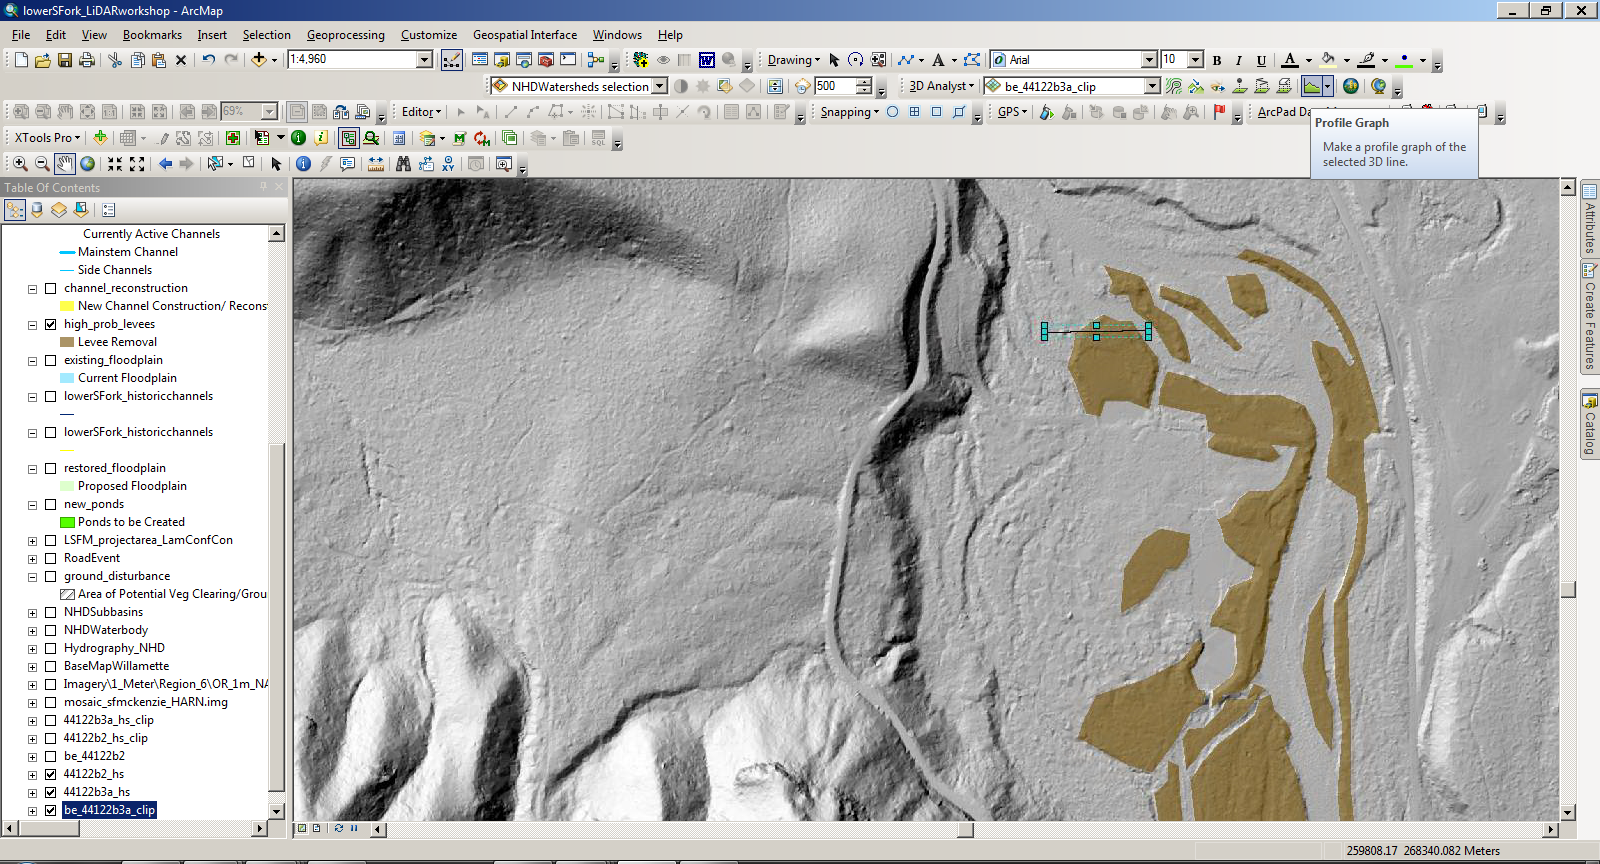 lowerSFork_LiDARworkshop - ArcMap
File Edit View Bookmarks Insert Selection Geoprocessing Customize Geospatial Interface Windows Help
1:4,960 Drawing Arial 10 B I U A
NHDWatersheds selection 500 3D Analyst be_44122b3a_clip
69% Editor Snapping GPS ArcPad Da
XTools Pro SQL
XY
Profile Graph
Make a profile graph of the
selected 3D line.
Table Of Contents
Currently Active Channels
Mainstem Channel
Side Channels
channel_reconstruction
New Channel Construction/ Recons
high_prob_levees
Levee Removal
existing_floodplain
Current Floodplain
lowerSFork_historicchannels
lowerSFork_historicchannels
restored_floodplain
Proposed Floodplain
new_ponds
Ponds to be Created
LSFM_projectarea_LamConfCon
RoadEvent
ground_disturbance
Area of Potential Veg Clearing/Grou
NHDSubbasins
NHDWaterbody
Hydrography_NHD
BaseMapWillamette
Imagery\1_Meter\Region_6\OR_1m_NA
mosaic_sfmckenzie_HARN.img
44122b3a_hs_clip
44122b2_hs_clip
be_44122b2
44122b2_hs
44122b3a_hs
be_44122b3a_clip
Attributes
Create Features
Catalog
259808.17 268340.082 Meters